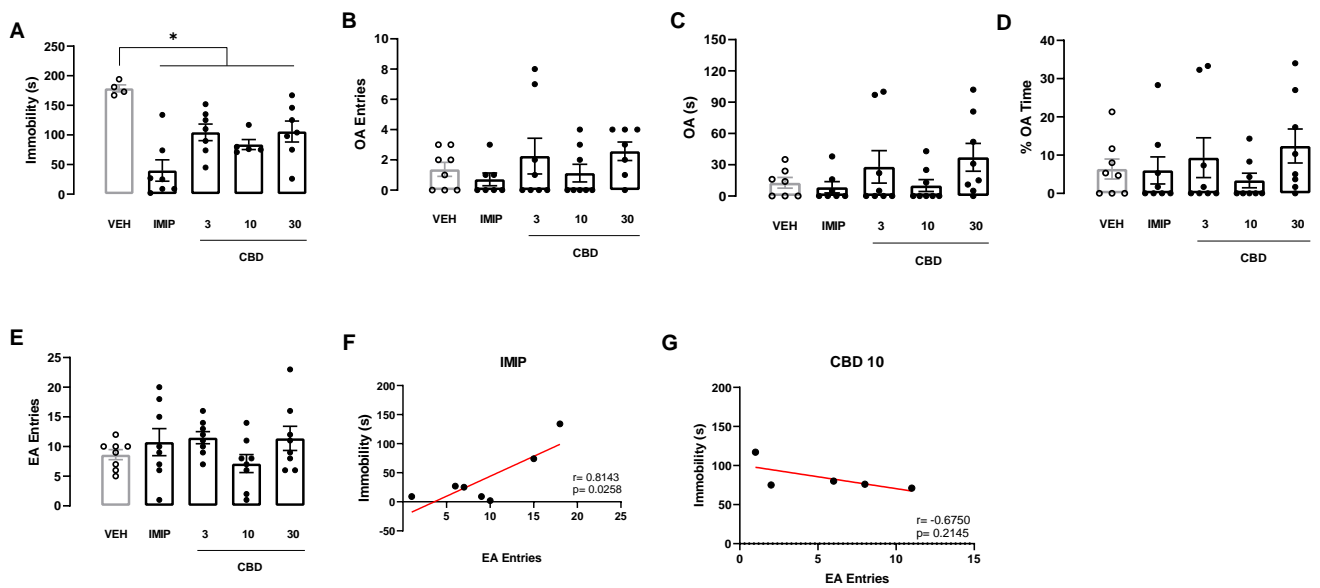 A
*
Immobility (s)
250
200
150
100
50
0
VEH IMIP 3 10 30
CBD
B
OA Entries
10
8
6
4
2
0
VEH IMIP 3 10 30
CBD
C
OA (s)
150
120
90
60
30
0
VEH IMIP 3 10 30
CBD
D
% OA Time
40
30
20
10
0
VEH IMIP 3 10 30
CBD
E
EA Entries
25
20
15
10
5
0
VEH IMIP 3 10 30
CBD
F
IMIP
Immobility (s)
200
150
100
50
0
-50
5 10 15 20 25
r= 0.8143
p= 0.0258
EA Entries
G
CBD 10
Immobility (s)
200
150
100
50
0
0 5 10 15
r= -0.6750
p= 0.2145
EA Entries